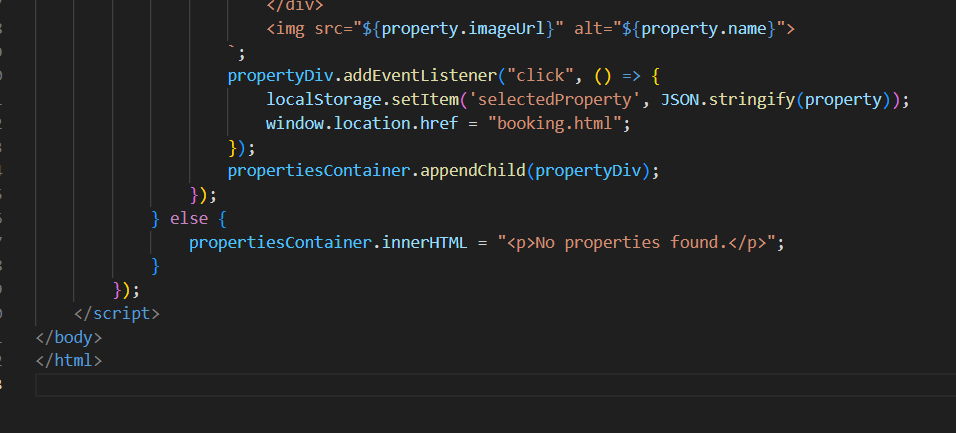 </div>
<img src="${property.imageUrl}" alt="${property.name}">
`;
propertyDiv.addEventListener("click", () => {
localStorage.setItem('selectedProperty', JSON.stringify(property));
window.location.href = "booking.html";
});
propertiesContainer.appendChild(propertyDiv);
});
} else {
propertiesContainer.innerHTML = "<p>No properties found.</p>";
}
});
</script>
</body>
</html>